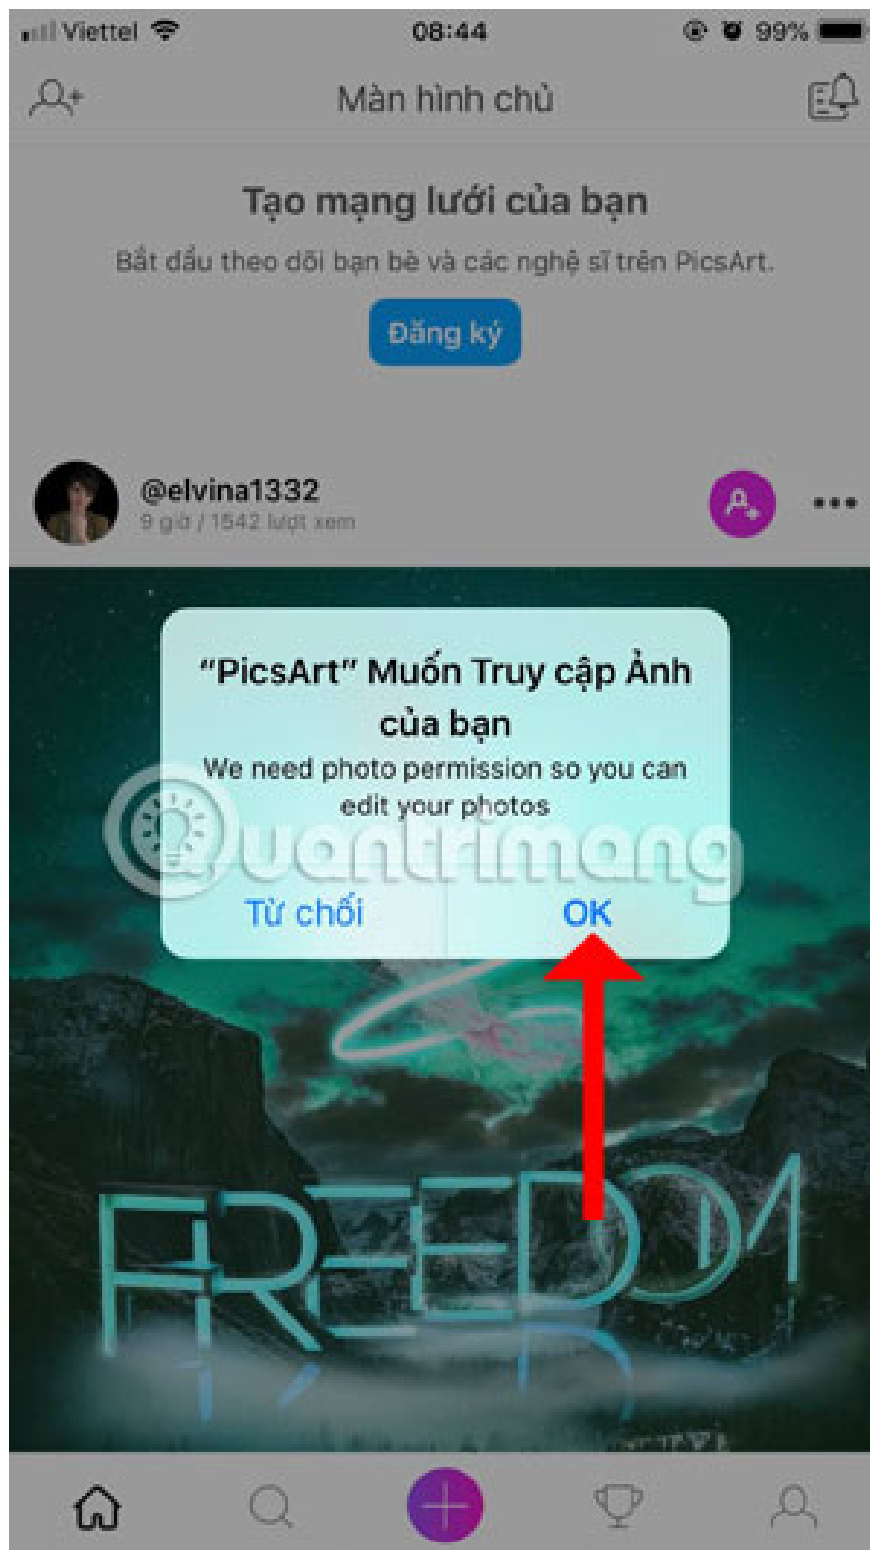 Viettel 08:44 99%
Màn hình chủ
Tạo mạng lưới của bạn
Bắt đầu theo dõi bạn bè và các nghệ sĩ trên PicsArt.
Đăng ký
@elvina1332
9 giờ / 1542 lượt xem
“PicsArt” Muốn Truy cập Ảnh
của bạn
We need photo permission so you can
edit your photos
Quantrimang
Từ chối OK
FREEDOM